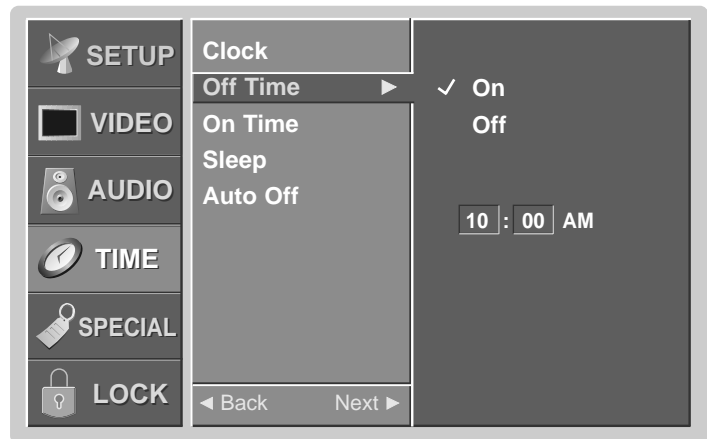 SETUP
VIDEO
AUDIO
TIME
SPECIAL
LOCK
Clock
Off Time ►
On Time
Sleep
Auto Off
◄ Back Next ►
✓ On
Off
10 : 00 AM